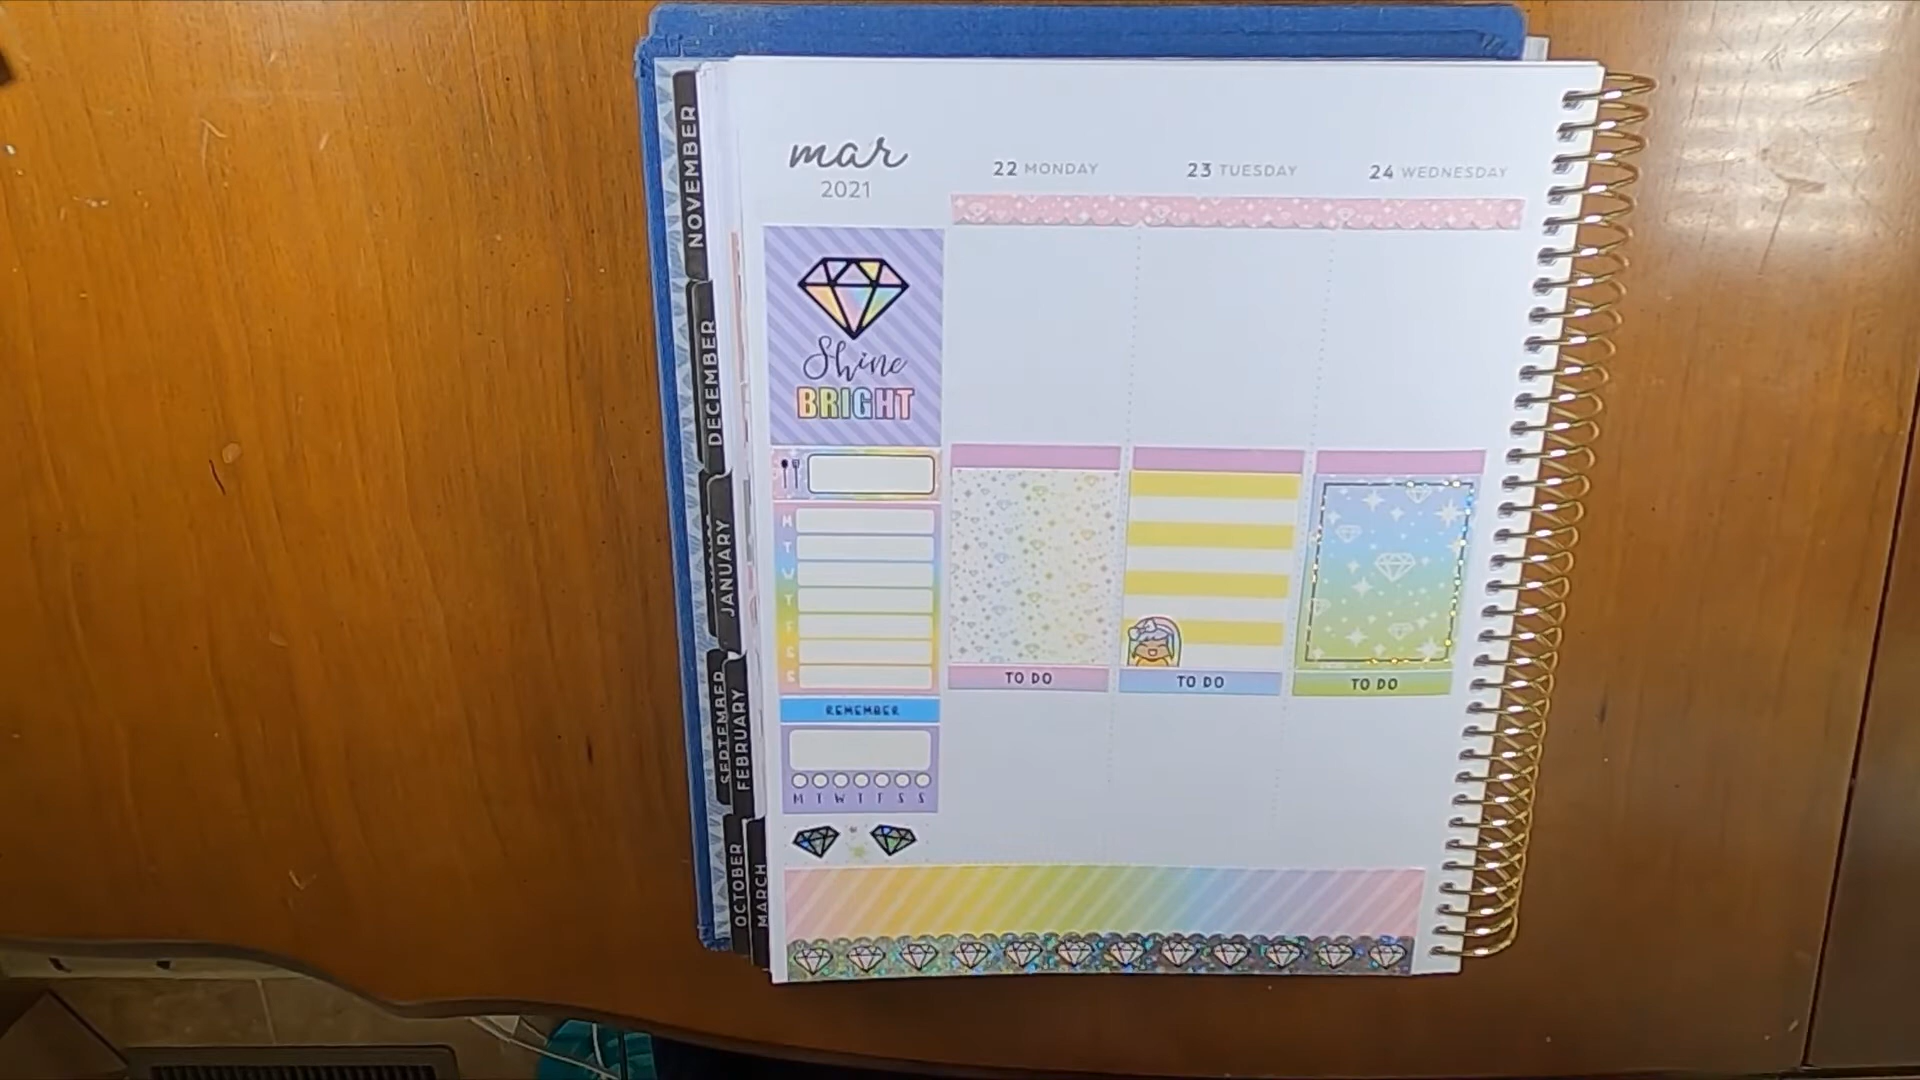 mar
2021
22 MONDAY
23 TUESDAY
24 WEDNESDAY
Shine
BRIGHT
M
T
W
T
F
S
S
REMEMBER
M T W T F S S
TO DO
TO DO
TO DO
NOVEMBER
DECEMBER
JANUARY
SEPTEMBER
FEBRUARY
OCTOBER
MARCH